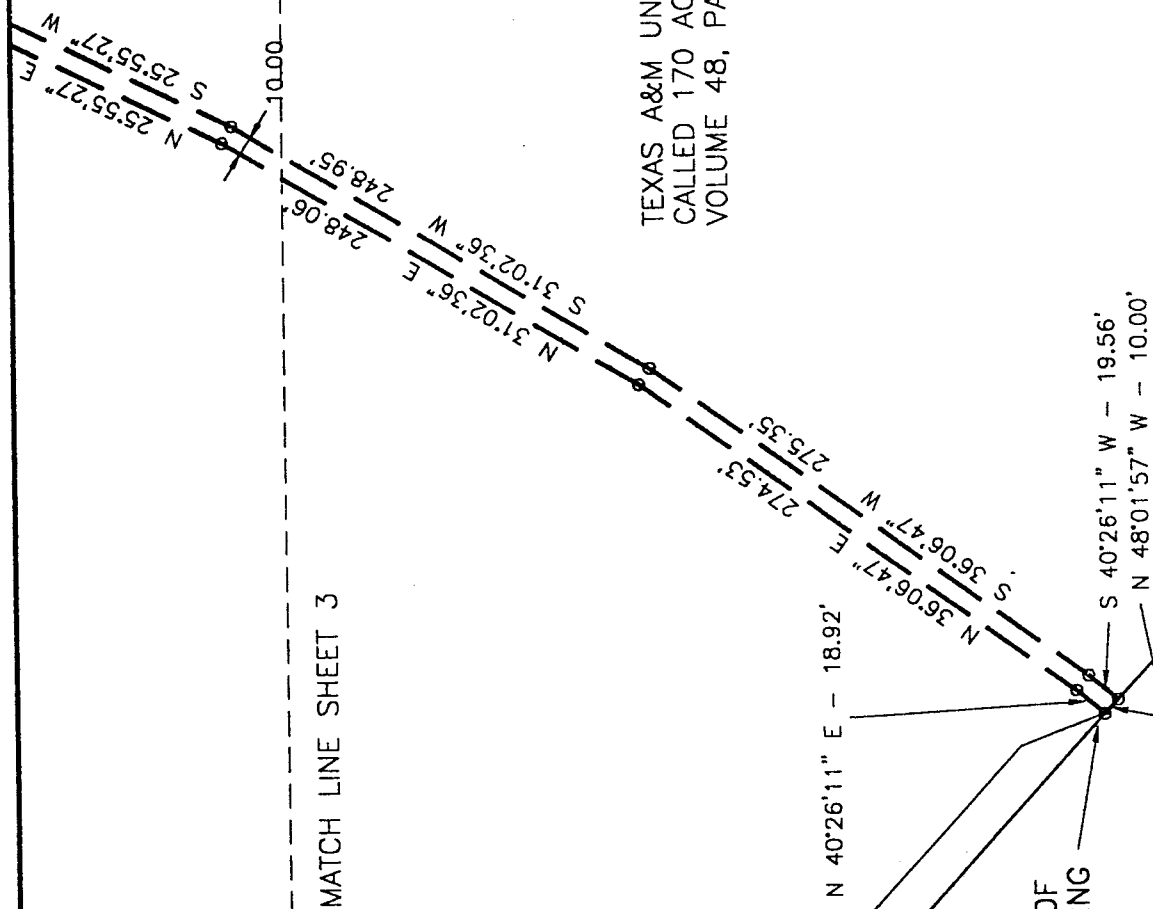 N 25°55'27" E
S 25°55'27" W
10.00
248.95'
248.06'
N 31°02'36" E
S 31°02'36" W
TEXAS A&M UN
CALLED 170 AC
VOLUME 48, PA
MATCH LINE SHEET 3
275.35'
274.53'
N 36°06'47" E
S 36°06'47" W
N 40°26'11" E – 18.92'
S 40°26'11" W – 19.56'
N 48°01'57" W – 10.00'
OF
NG